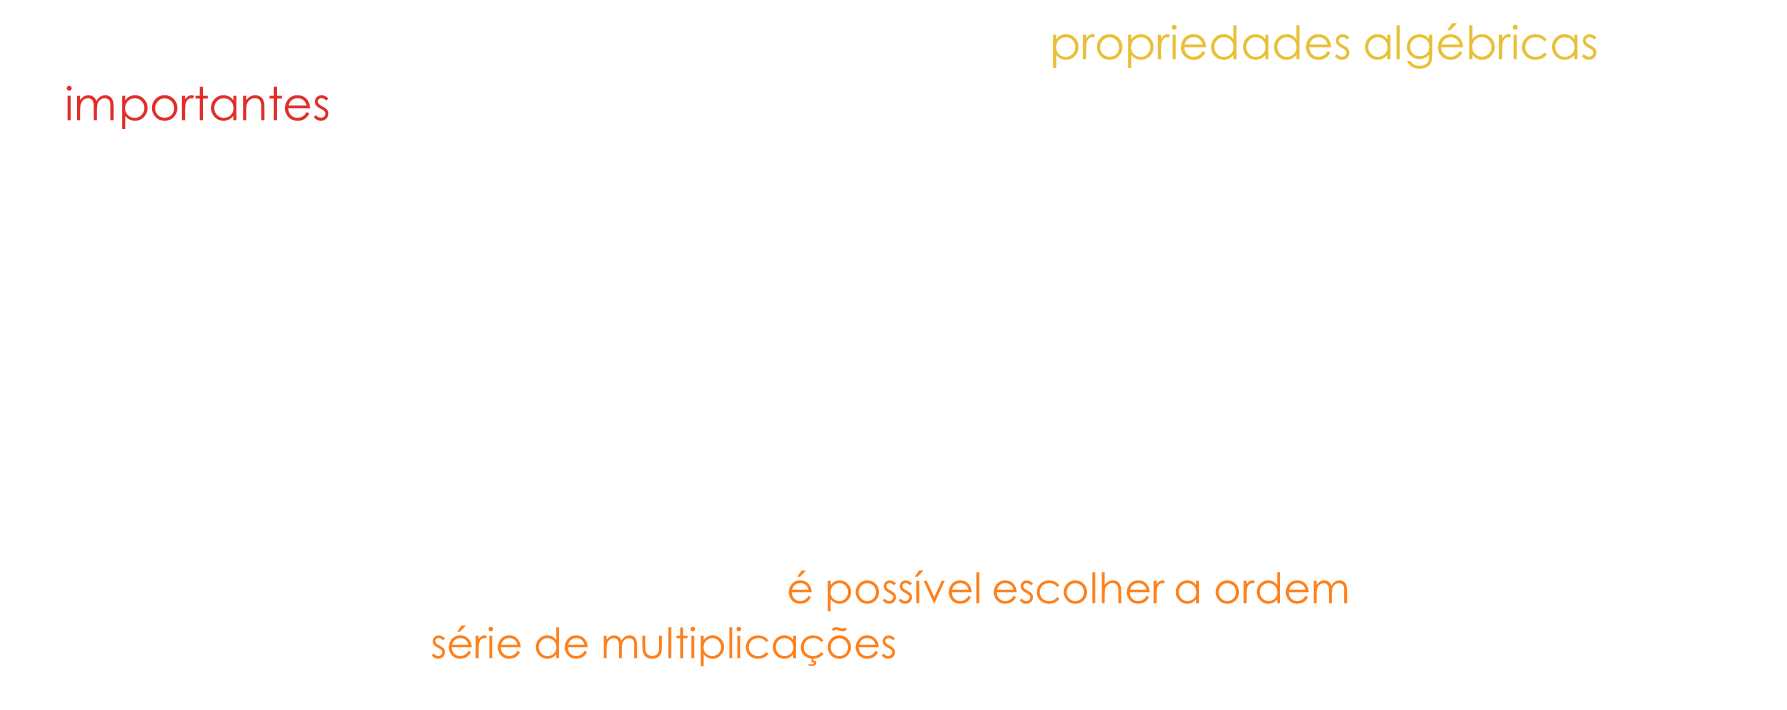 propriedades algébricas
importantes
é possível escolher a ordem
série de multiplicações